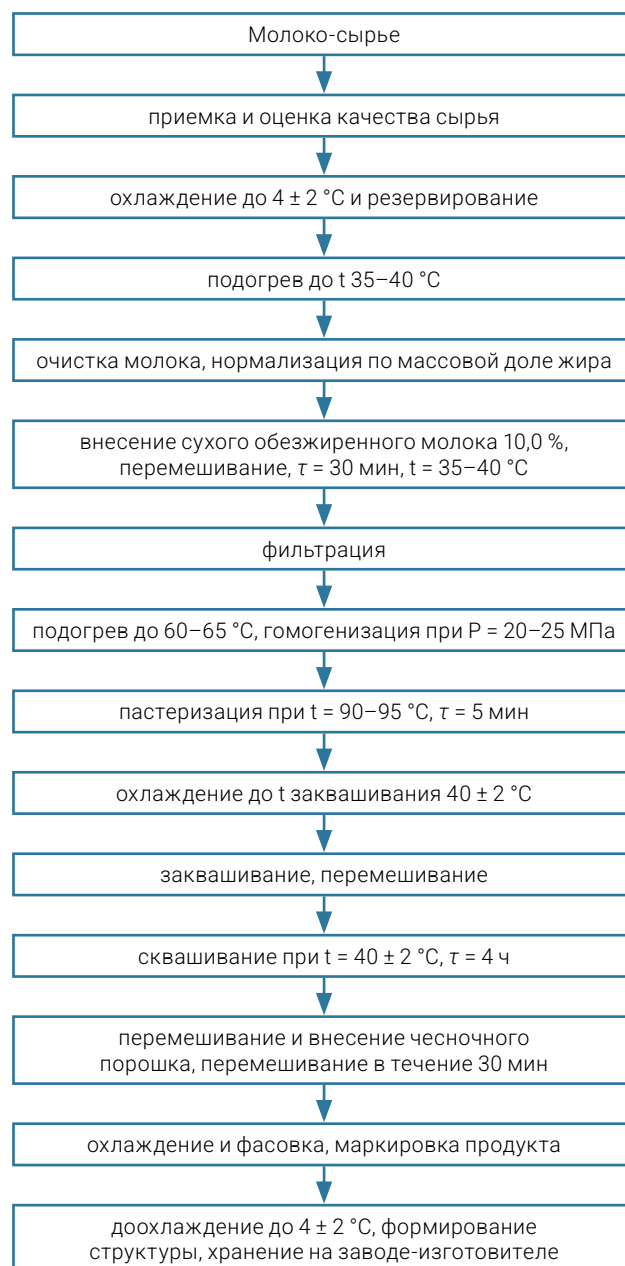 Молоко-сырье
приемка и оценка качества сырья
охлаждение до 4 ± 2 °C и резервирование
подогрев до t 35–40 °C
очистка молока, нормализация по массовой доле жира
внесение сухого обезжиренного молока 10,0 %,
перемешивание, τ = 30 мин, t = 35–40 °C
фильтрация
подогрев до 60–65 °C, гомогенизация при P = 20–25 МПа
пастеризация при t = 90–95 °C, τ = 5 мин
охлаждение до t заквашивания 40 ± 2 °C
заквашивание, перемешивание
сквашивание при t = 40 ± 2 °C, τ = 4 ч
перемешивание и внесение чесночного
порошка, перемешивание в течение 30 мин
охлаждение и фасовка, маркировка продукта
доохлаждение до 4 ± 2 °C, формирование
структуры, хранение на заводе-изготовителе